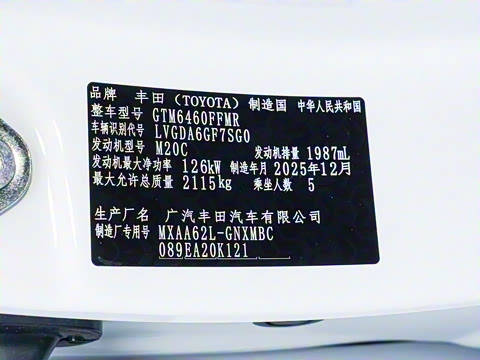 品牌 丰田（TOYOTA） 制造国 中华人民共和国
整车型号 GTM6460FFMR
车辆识别代号 LVGDA6GF7SG0
发动机型号 M20C 发动机排量 1987mL
发动机最大净功率 126kW 制造年月 2025年12月
最大允许总质量 2115kg 乘坐人数 5
生产厂名 广汽丰田汽车有限公司
制造厂专用号 MXAA62L-GNXMBC
089EA20K121